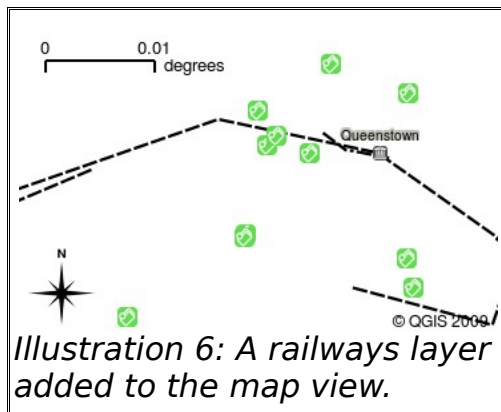 0 0.01
degrees
Queenstown
N
© QGIS 2009
Illustration 6: A railways layer
added to the map view.